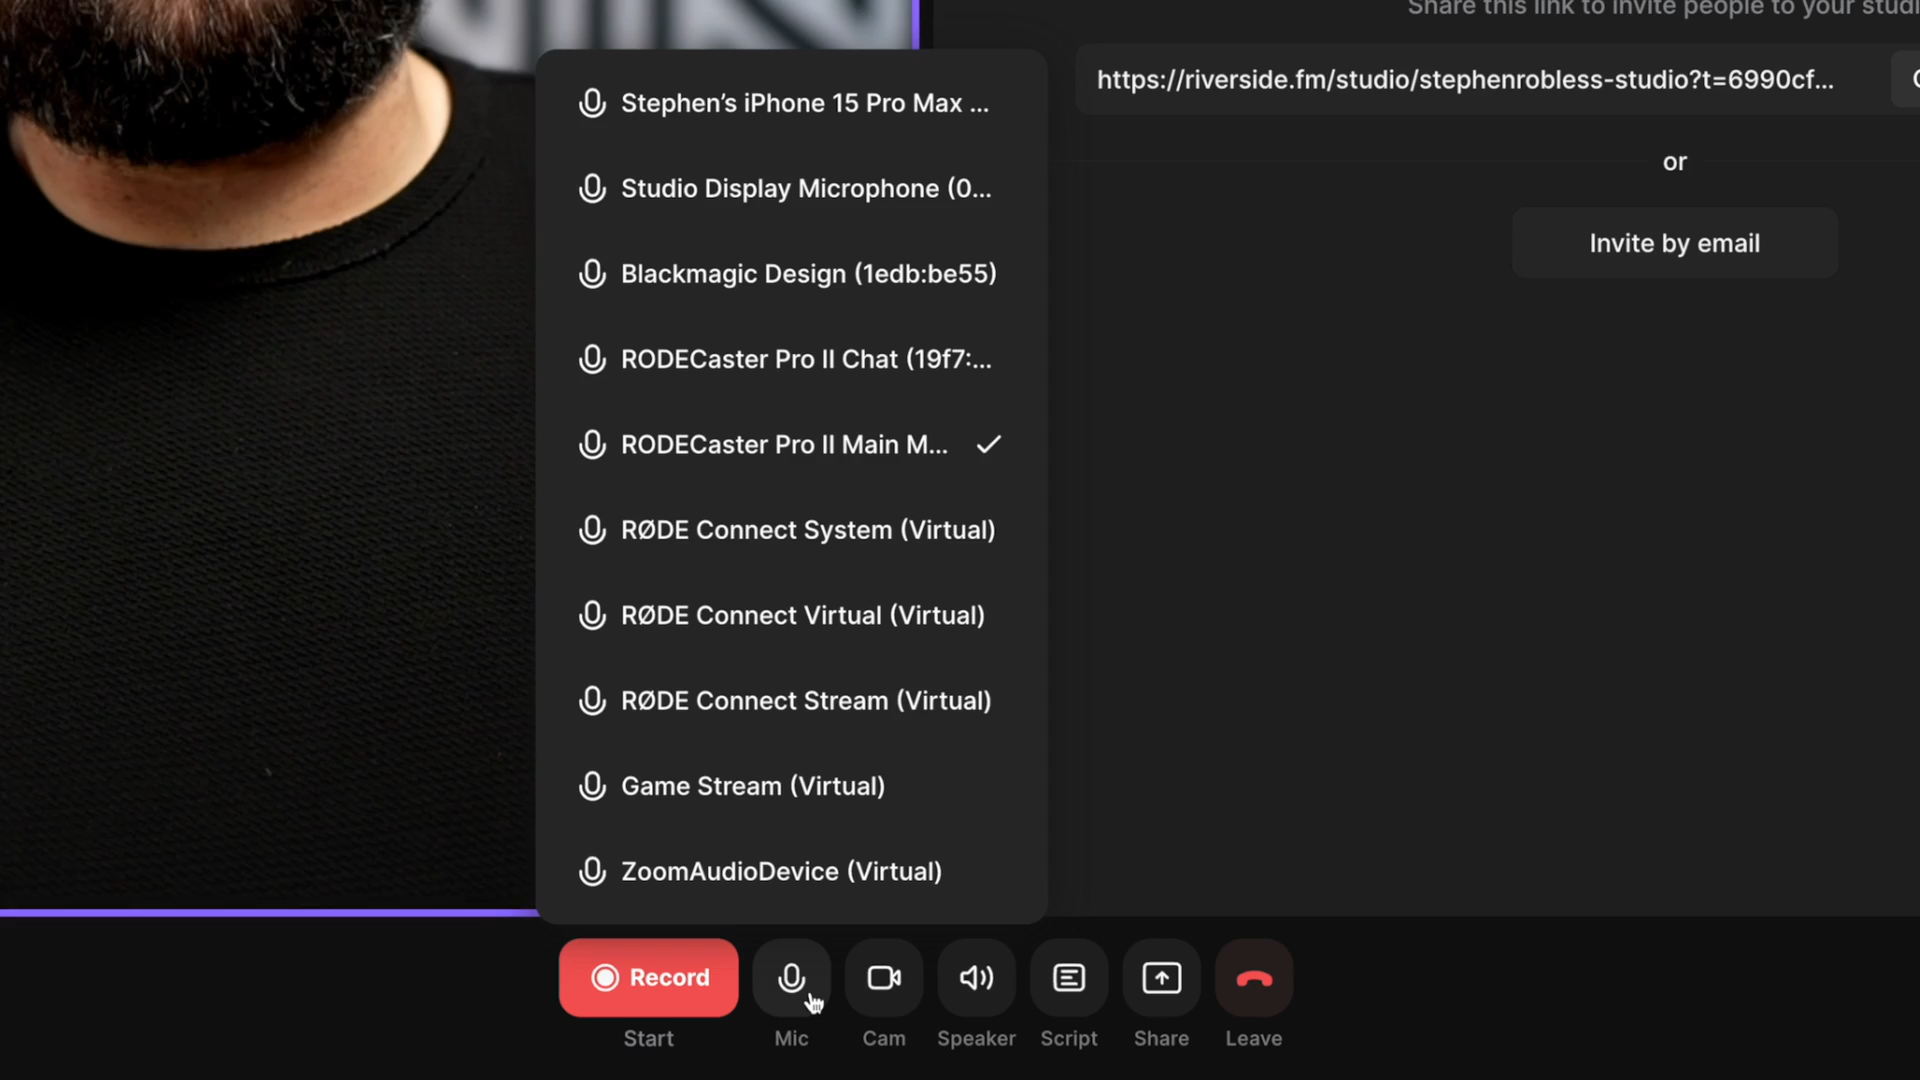 Share this link to invite people to your
https://riverside.fm/studio/stephenrobless-studio?t=6990cf...
or
Invite by email
Stephen’s iPhone 15 Pro Max ...
Studio Display Microphone (0...
Blackmagic Design (1edb:be55)
RODECaster Pro II Chat (19f7:...
RODECaster Pro II Main M...
RØDE Connect System (Virtual)
RØDE Connect Virtual (Virtual)
RØDE Connect Stream (Virtual)
Game Stream (Virtual)
ZoomAudioDevice (Virtual)
Record
Start
Mic
Cam
Speaker
Script
Share
Leave